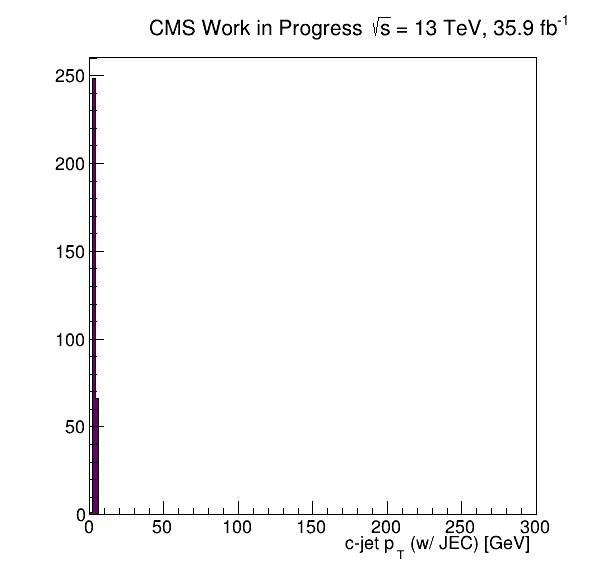 CMS Work in Progress √s = 13 TeV, 35.9 fb⁻¹
250
200
150
100
50
0
0 50 100 150 200 250 300
c-jet p_T (w/ JEC) [GeV]